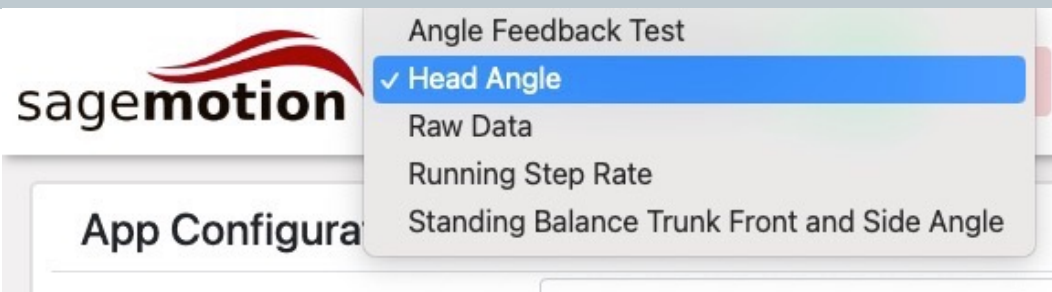 sagemotion
Angle Feedback Test
✓ Head Angle
Raw Data
Running Step Rate
Standing Balance Trunk Front and Side Angle
App Configura